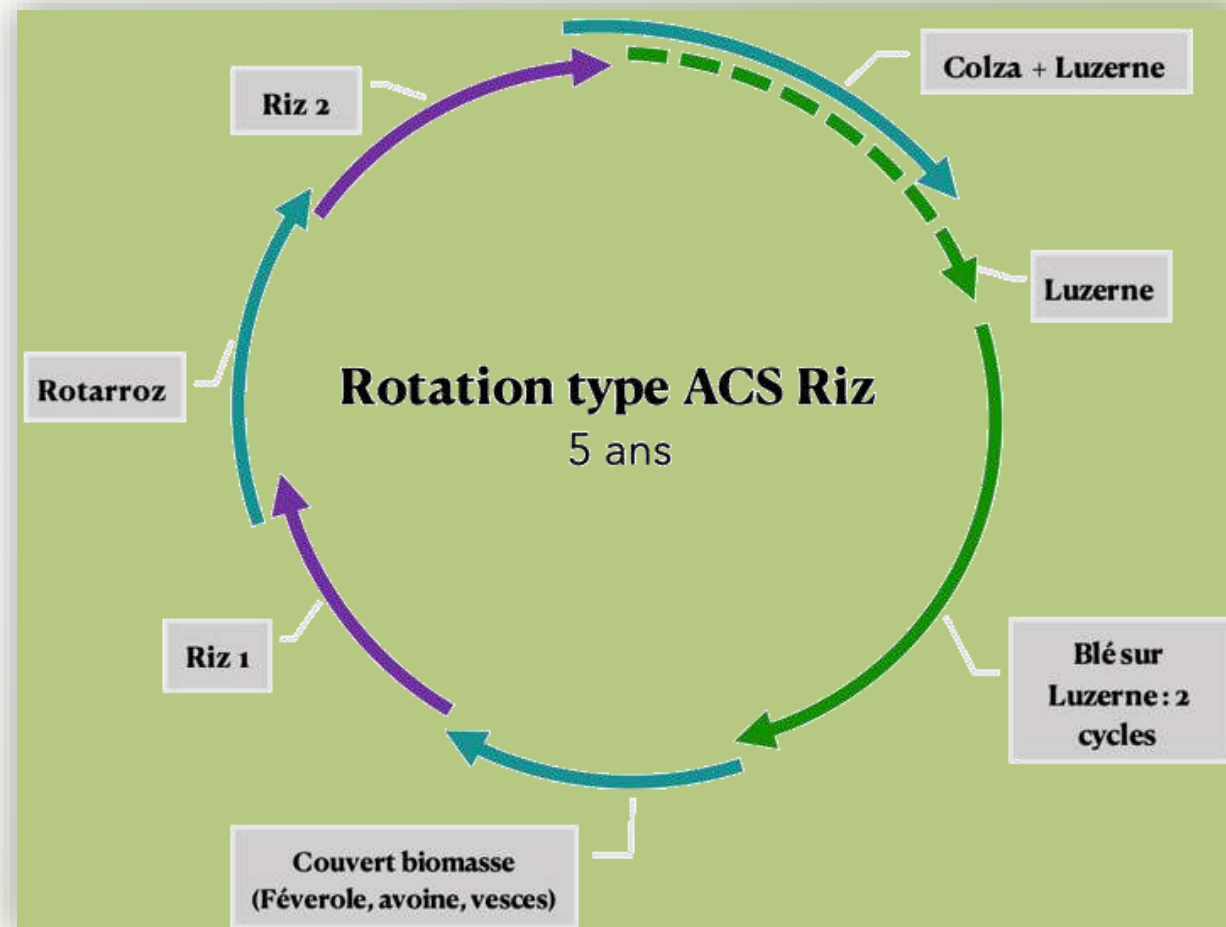 Colza + Luzerne
Riz 2
Luzerne
Rotation type ACS Riz
5 ans
Rotarroz
Riz 1
Blé sur
Luzerne : 2
cycles
Couvert biomasse
(Féverole, avoine, vesces)